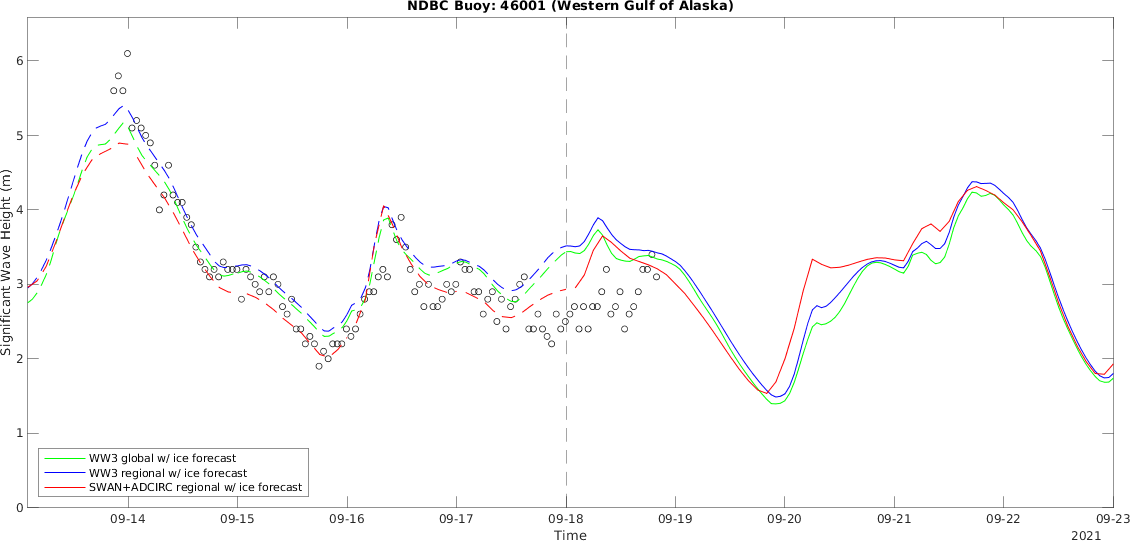 NDBC Buoy: 46001 (Western Gulf of Alaska)
Significant Wave Height (m)
6
5
4
3
2
1
0
WW3 global w/ ice forecast
WW3 regional w/ ice forecast
SWAN+ADCIRC regional w/ ice forecast
09-14 09-15 09-16 09-17 09-18 09-19 09-20 09-21 09-22 09-23
Time
2021